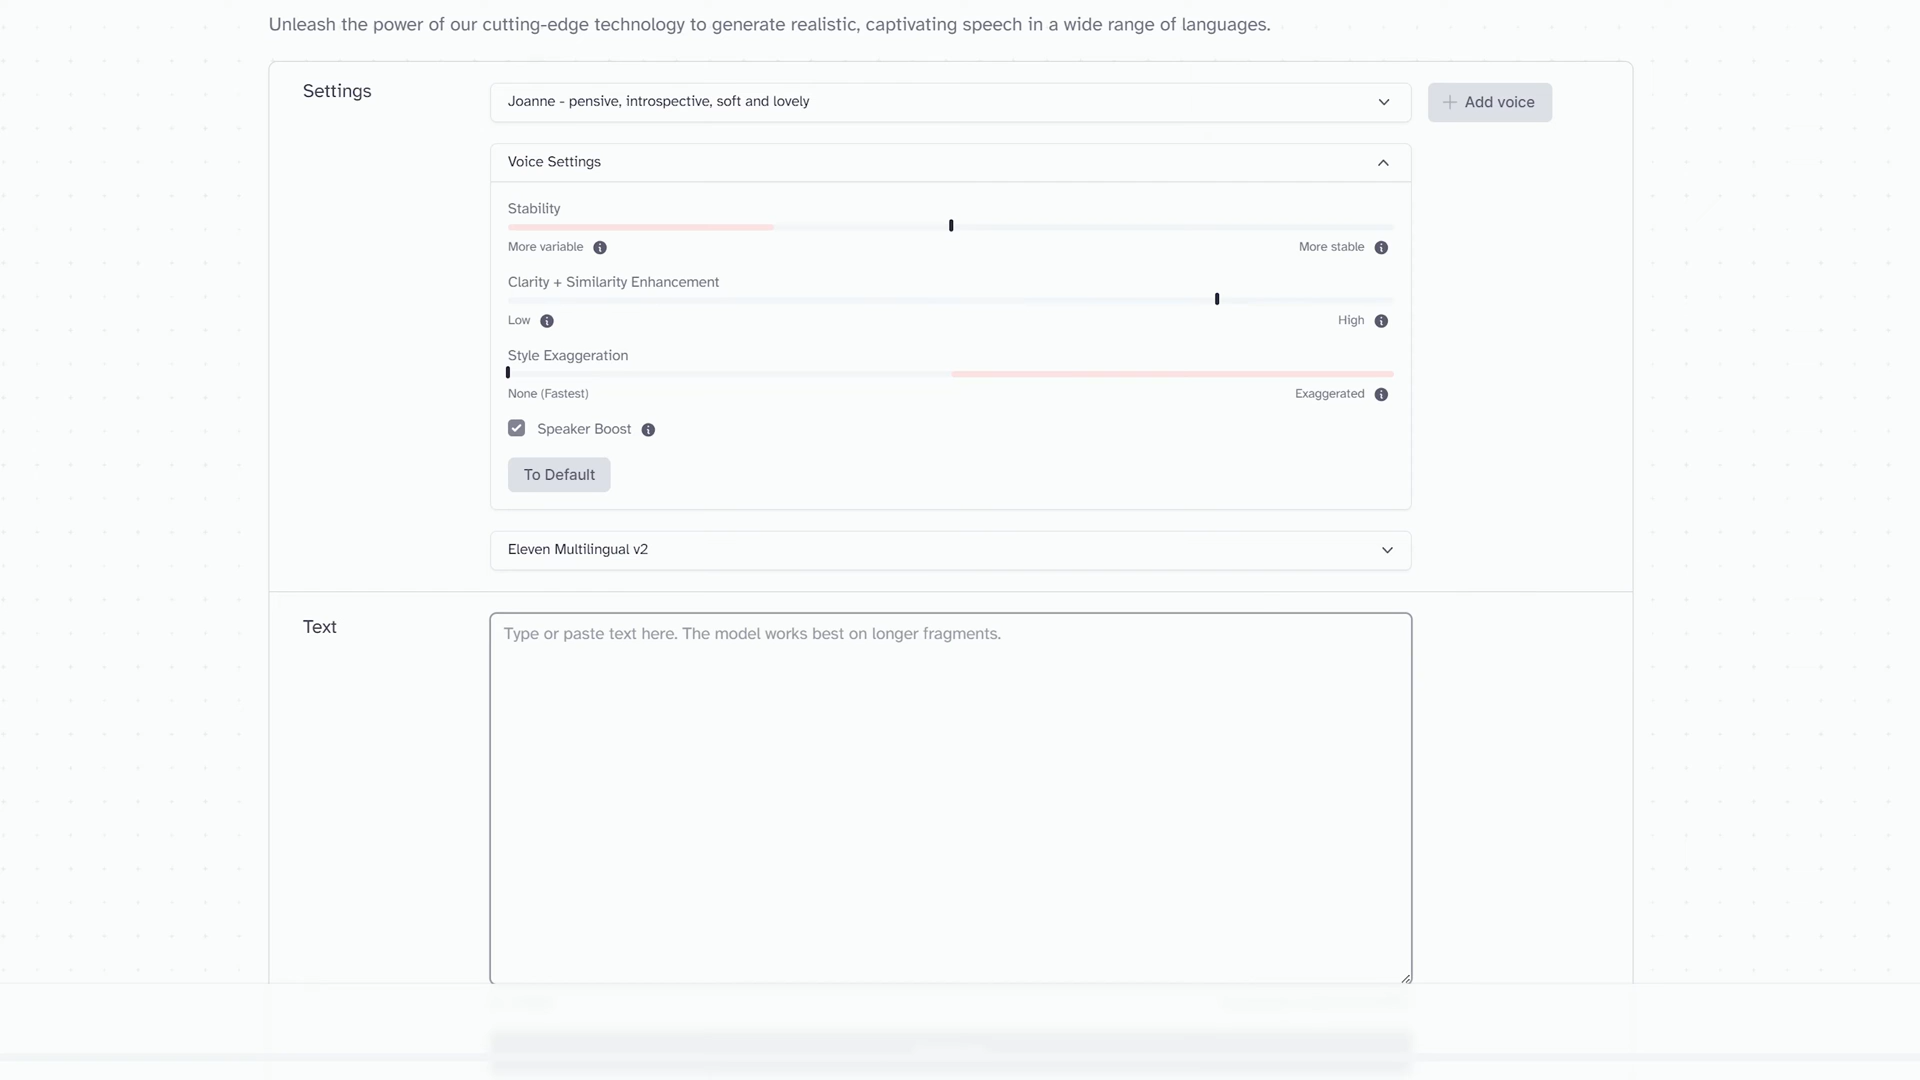 Unleash the power of our cutting-edge technology to generate realistic, captivating speech in a wide range of languages.
Settings
Joanne - pensive, introspective, soft and lovely
Add voice
Voice Settings
Stability
More variable
More stable
Clarity + Similarity Enhancement
Low
High
Style Exaggeration
None (Fastest)
Exaggerated
Speaker Boost
To Default
Eleven Multilingual v2
Text
Type or paste text here. The model works best on longer fragments.